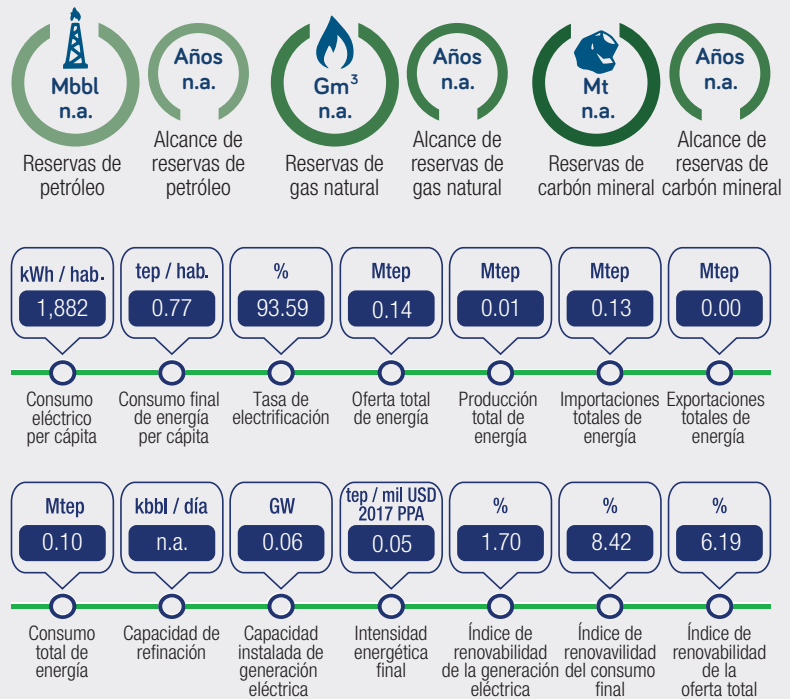 Mbbl
n.a.
Reservas de
petróleo
Años
n.a.
Alcance de
reservas de
petróleo
Gm³
n.a.
Reservas de
gas natural
Años
n.a.
Alcance de
reservas de
gas natural
Mt
n.a.
Reservas de
carbón mineral
Años
n.a.
Alcance de
reservas de
carbón mineral
kWh / hab.
1,882
Consumo
eléctrico
per cápita
tep / hab.
0.77
Consumo final
de energía
per cápita
%
93.59
Tasa de
electrificación
Mtep
0.14
Oferta total
de energía
Mtep
0.01
Producción
total de
energía
Mtep
0.13
Importaciones
totales de
energía
Mtep
0.00
Exportaciones
totales de
energía
Mtep
0.10
Consumo
total de
energía
kbbl / día
n.a.
Capacidad de
refinación
GW
0.06
Capacidad
instalada de
generación
eléctrica
tep / mil USD
2017 PPA
0.05
Intensidad
energética
final
%
1.70
Índice de
renovabilidad
de la generación
eléctrica
%
8.42
Índice de
renovavilidad
del consumo
final
%
6.19
Índice de
renovabilidad
de la
oferta total